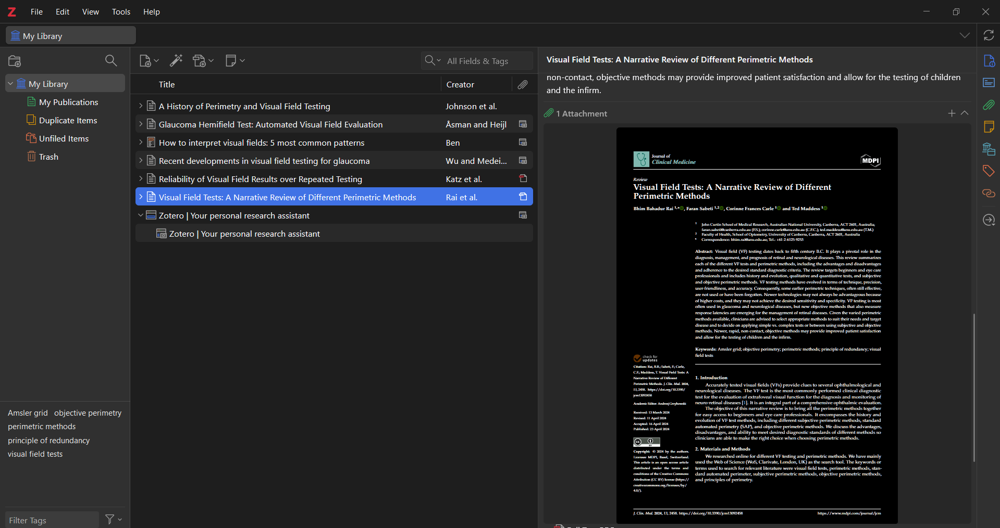 Z File Edit View Tools Help
My Library
All Fields & Tags
My Library
My Publications
Duplicate Items
Unfiled Items
Trash
Title Creator
A History of Perimetry and Visual Field Testing Johnson et al.
Glaucoma Hemifield Test: Automated Visual Field Evaluation Åsman and Heijl
How to interpret visual fields: 5 most common patterns Ben
Recent developments in visual field testing for glaucoma Wu and Medei...
Reliability of Visual Field Results over Repeated Testing Katz et al.
Visual Field Tests: A Narrative Review of Different Perimetric Methods Rai et al.
Zotero | Your personal research assistant
Zotero | Your personal research assistant
Amsler grid objective perimetry
perimetric methods
principle of redundancy
visual field tests
Filter Tags
Visual Field Tests: A Narrative Review of Different Perimetric Methods
non-contact, objective methods may provide improved patient satisfaction and allow for the testing of children
and the infirm.
1 Attachment
Journal of
Clinical Medicine
MDPI
Review
Visual Field Tests: A Narrative Review of Different
Perimetric Methods
Bhim Bahadur Rai 1,*, Faran Sabeti 1,2, Corinne Frances Carle 1 and Ted Maddess 1
1 John Curtin School of Medical Research, Australian National University, Canberra, ACT 2601, Australia;
faran.sabeti@canberra.edu.au (F.S.); corinne.carle@anu.edu.au (C.F.C.); ted.maddess@anu.edu.au (T.M.)
2 Faculty of Health, School of Optometry, University of Canberra, Canberra, ACT 2601, Australia
* Correspondence: bhim.rai@anu.edu.au; Tel.: +61-2-6125-9253
Abstract: Visual field (VF) testing dates back to fifth century B.C. It plays a pivotal role in the
diagnosis, management, and prognosis of retinal and neurological diseases. This review summarizes
each of the different VF tests and perimetric methods, including the advantages and disadvantages
and adherence to the desired standard diagnostic criteria. The review targets beginners and eye care
professionals and includes history and evolution, qualitative and quantitative tests, and subjective
and objective perimetric methods. VF testing methods have evolved in terms of technique, precision,
user-friendliness, and accuracy. Consequently, some earlier perimetric techniques, often still effective,
are not used or have been forgotten. Newer technologies may not always be advantageous because
of higher costs, and they may not achieve the desired sensitivity and specificity. VF testing is most
often used in glaucoma and neurological diseases, but new objective methods that also measure
response latencies are emerging for the management of retinal diseases. Given the varied perimetric
methods available, clinicians are advised to select appropriate methods to suit their needs and target
disease and to decide on applying simple vs. complex tests or between using subjective and objective
methods. Newer, rapid, non-contact, objective methods may provide improved patient satisfaction
and allow for the testing of children and the infirm.
Keywords: Amsler grid; objective perimetry; perimetric methods; principle of redundancy; visual
field tests
check for
updates
Citation: Rai, B.B.; Sabeti, F.; Carle,
C.F.; Maddess, T. Visual Field Tests: A
Narrative Review of Different
Perimetric Methods. J. Clin. Med. 2024,
13, 2458. https://doi.org/10.3390/
jcm13092458
Academic Editor: Andrzej Grzybowski
Received: 13 March 2024
Revised: 11 April 2024
Accepted: 16 April 2024
Published: 23 April 2024
CC BY
Copyright: © 2024 by the authors.
Licensee MDPI, Basel, Switzerland.
This article is an open access article
distributed under the terms and
conditions of the Creative Commons
Attribution (CC BY) license (https://
creativecommons.org/licenses/by/
4.0/).
1. Introduction
Accurately tested visual fields (VFs) provide clues to several ophthalmological and
neurological diseases. The VF test is the most commonly performed clinical diagnostic
test for the evaluation of extrafoveal visual function for the diagnosis and monitoring of
neuro-retinal diseases [1]. It is an integral part of a comprehensive ophthalmic evaluation.
The objective of this narrative review is to bring all the perimetric methods together
for easy access to beginners and eye care professionals. It encompasses the history and
evolution of VF test methods, including different subjective perimetric methods, standard
automated perimetry (SAP), and objective perimetric methods. We discuss the advantages,
disadvantages, and ability to meet desired diagnostic standards of different methods so
clinicians are able to make the right choice when choosing perimetric methods.
2. Materials and Methods
We researched online for different VF testing and perimetric methods. We have mainly
used the Web of Science (WoS, Clarivate, London, UK) as the search tool. The keywords or
terms used to search for relevant literature were visual field tests, perimetric methods, stan-
dard automated perimeter, subjective perimetric methods, objective perimetric methods,
and principles of perimetry.
J. Clin. Med. 2024, 13, 2458. https://doi.org/10.3390/jcm13092458 https://www.mdpi.com/journal/jcm